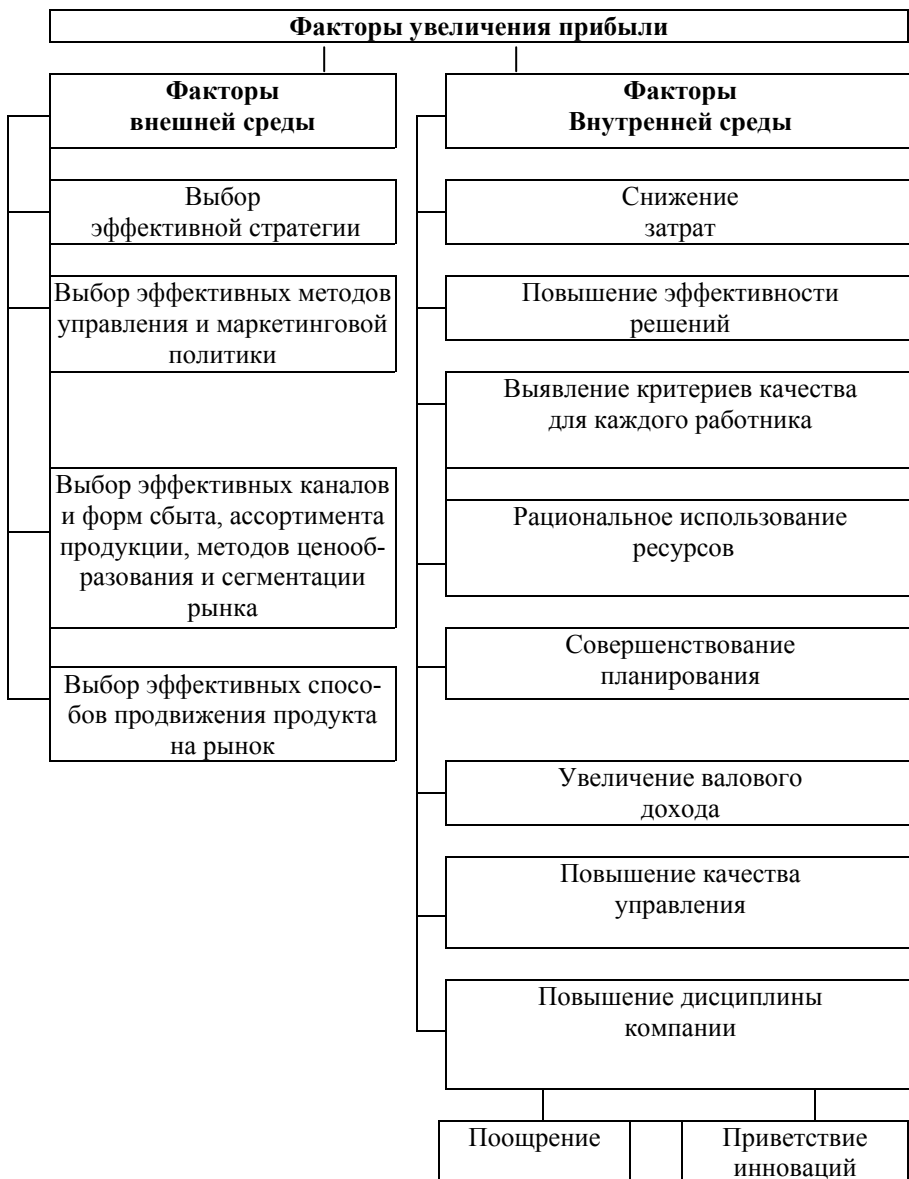 Факторы увеличения прибыли
Факторы
внешней среды
Выбор
эффективной стратегии
Выбор эффективных методов
управления и маркетинговой
политики
Выбор эффективных каналов
и форм сбыта, ассортимента
продукции, методов ценооб-
разования и сегментации
рынка
Выбор эффективных спосо-
бов продвижения продукта
на рынок
Факторы
Внутренней среды
Снижение
затрат
Повышение эффективности
решений
Выявление критериев качества
для каждого работника
Рациональное использование
ресурсов
Совершенствование
планирования
Увеличение валового
дохода
Повышение качества
управления
Повышение дисциплины
компании
Поощрение
Приветствие
инноваций